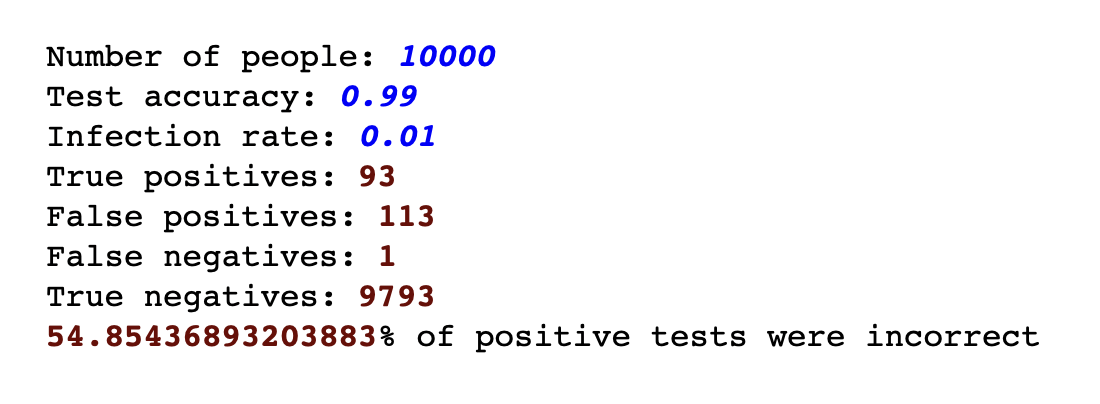 Number of people: 10000
Test accuracy: 0.99
Infection rate: 0.01
True positives: 93
False positives: 113
False negatives: 1
True negatives: 9793
54.85436893203883% of positive tests were incorrect